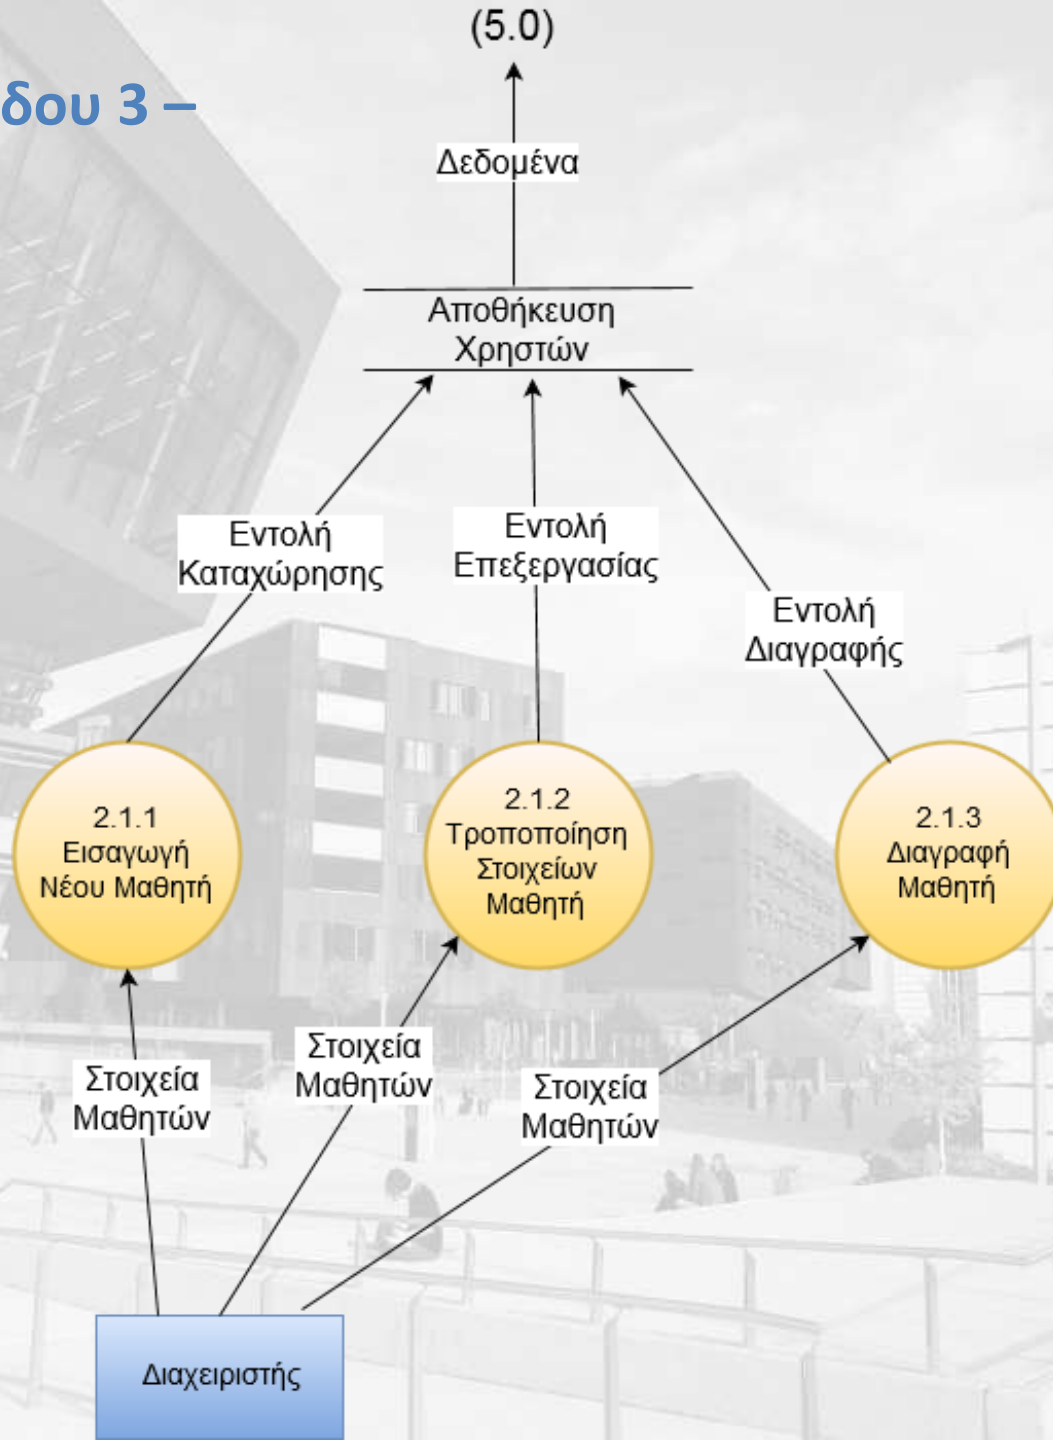 (5.0)
δου 3 –
Δεδομένα
Αποθήκευση
Χρηστών
Εντολή
Καταχώρησης
Εντολή
Επεξεργασίας
Εντολή
Διαγραφής
2.1.1
Εισαγωγή
Νέου Μαθητή
2.1.2
Τροποποίηση
Στοιχείων
Μαθητή
2.1.3
Διαγραφή
Μαθητή
Στοιχεία
Μαθητών
Στοιχεία
Μαθητών
Στοιχεία
Μαθητών
Διαχειριστής